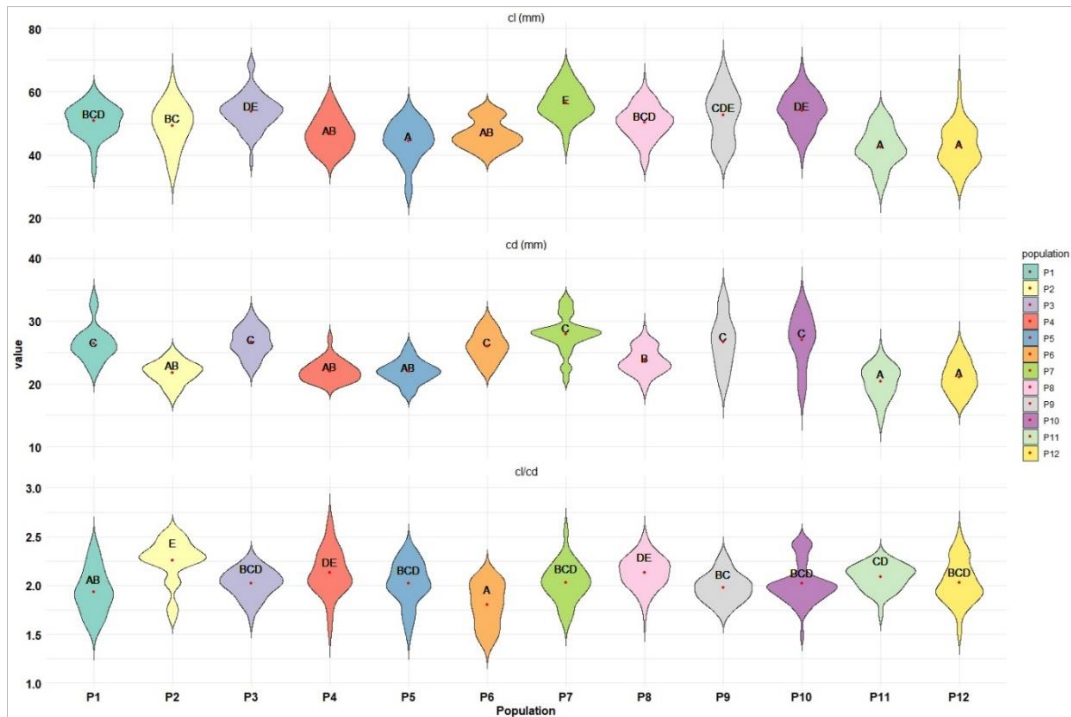 cl (mm)
80
60
40
20
BCD
BC
DE
AB
A
AB
E
BCD
CDE
DE
A
A
cd (mm)
40
30
20
10
C
AB
C
AB
AB
C
C
B
C
C
A
A
value
cl/cd
3.0
2.5
2.0
1.5
1.0
AB
E
BCD
DE
BCD
A
BCD
DE
BC
BCD
CD
BCD
P1 P2 P3 P4 P5 P6 P7 P8 P9 P10 P11 P12
Population
population
P1
P2
P3
P4
P5
P6
P7
P8
P9
P10
P11
P12